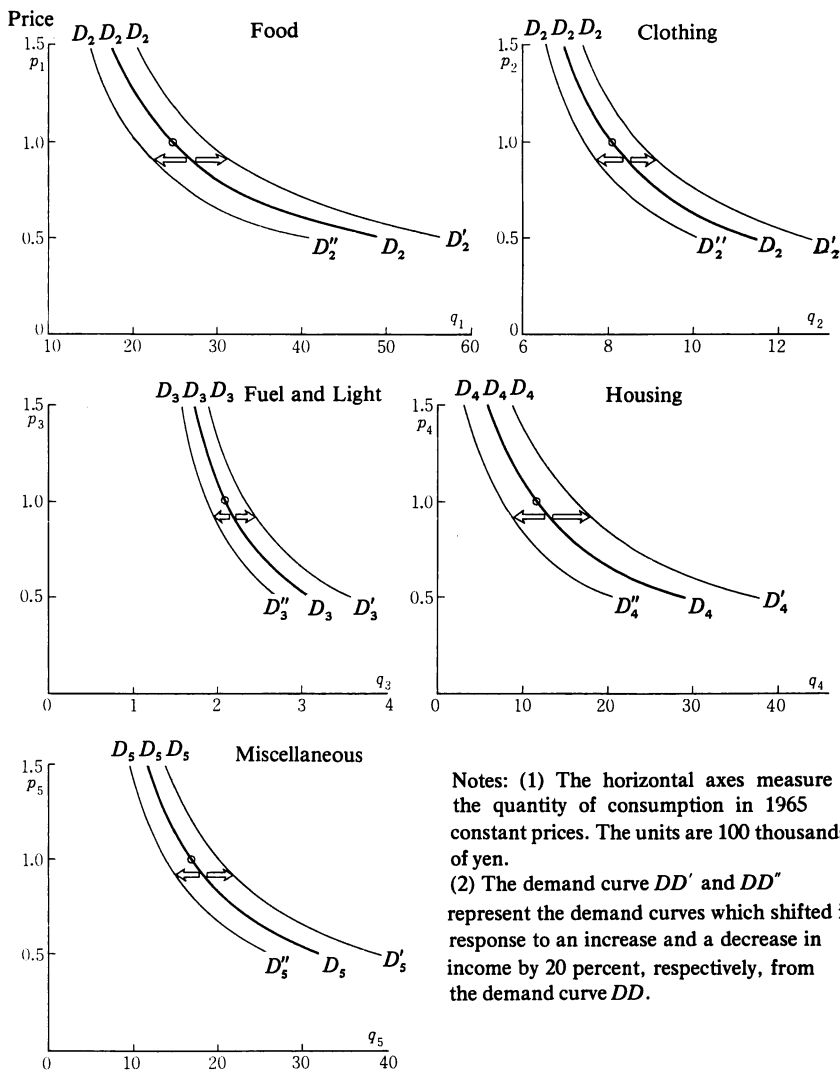 Price
Food
D₂ D₂ D₂
1.5
p₁
1.0
0.5
0
D₂″
D₂
D₂′
q₁
10 20 30 40 50 60
Clothing
D₂ D₂ D₂
1.5
p₂
1.0
0.5
0
D₂″
D₂
D₂′
q₂
6 8 10 12
Fuel and Light
D₃ D₃ D₃
1.5
p₃
1.0
0.5
D₃″
D₃
D₃′
q₃
0 1 2 3 4
Housing
D₄ D₄ D₄
1.5
p₄
1.0
0.5
D₄″
D₄
D₄′
q₄
0 10 20 30 40
Miscellaneous
D₅ D₅ D₅
1.5
p₅
1.0
0.5
D₅″
D₅
D₅′
q₅
0 10 20 30 40
Notes: (1) The horizontal axes measure
the quantity of consumption in 1965
constant prices. The units are 100 thousand
of yen.
(2) The demand curve DD′ and DD″
represent the demand curves which shifted
response to an increase and a decrease in
income by 20 percent, respectively, from
the demand curve DD.